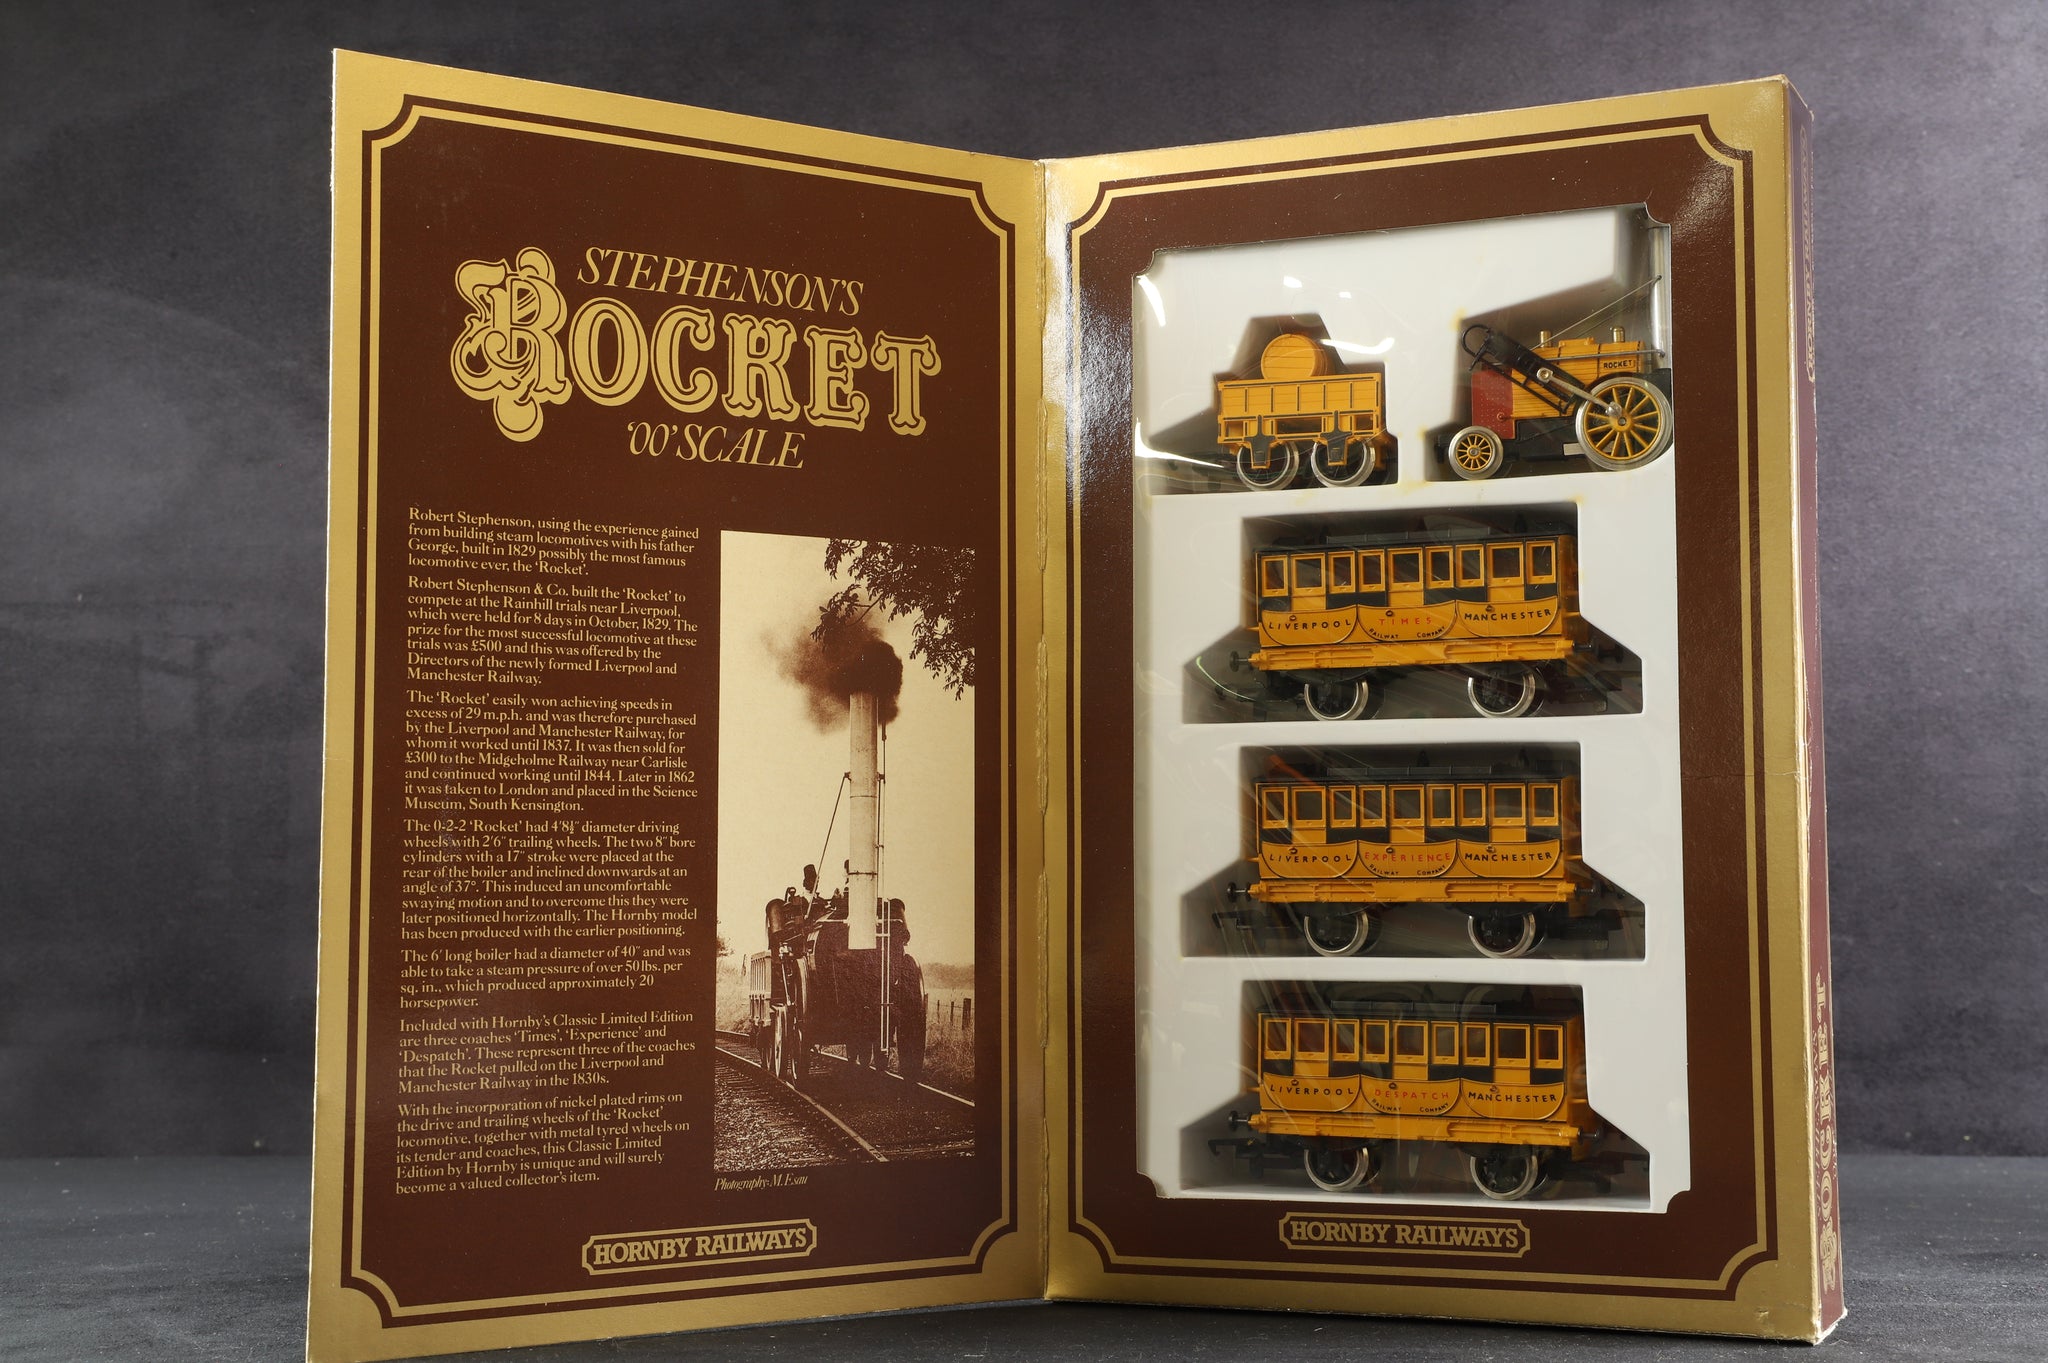 STEPHENSON'S
ROCKET
'OO' SCALE
Robert Stephenson, using the experience gained
from building steam locomotives with his father
George, built in 1829 possibly the most famous
locomotive ever, the 'Rocket'.
Robert Stephenson & Co. built the 'Rocket' to
compete at the Rainhill trials near Liverpool,
which were held for 8 days in October, 1829. The
prize for the most successful locomotive at these
trials was £500 and this was offered by the
Directors of the newly formed Liverpool and
Manchester Railway.
The 'Rocket' easily won achieving speeds in
excess of 29 m.p.h. and was therefore purchased
by the Liverpool and Manchester Railway, for
whom it worked until 1837. It was then sold for
£300 to the Midgeholme Railway near Carlisle
and continued working until 1844. Later in 1862
it was taken to London and placed in the Science
Museum, South Kensington.
The 0-2-2 'Rocket' had 4'8½" diameter driving
wheels with 2'6" trailing wheels. The two 8" bore
cylinders with a 17" stroke were placed at the
rear of the boiler and inclined downwards at an
angle of 37°. This induced an uncomfortable
swaying motion and to overcome this they were
later positioned horizontally. The Hornby model
has been produced with the earlier positioning.
The 6' long boiler had a diameter of 40" and was
able to take a steam pressure of over 50 lbs. per
sq. in., which produced approximately 20
horsepower.
Included with Hornby's Classic Limited Edition
are three coaches 'Times', 'Experience' and
'Despatch'. These represent three of the coaches
that the Rocket pulled on the Liverpool and
Manchester Railway in the 1830s.
With the incorporation of nickel plated rims on
the drive and trailing wheels of the 'Rocket'
locomotive, together with metal tyred wheels on
its tender and coaches, this Classic Limited
Edition by Hornby is unique and will surely
become a valued collector's item.
Photography: M. Esau
HORNBY RAILWAYS
ROCKET
LIVERPOOL TIMES MANCHESTER
RAILWAY COMPANY
LIVERPOOL EXPERIENCE MANCHESTER
RAILWAY COMPANY
LIVERPOOL DESPATCH MANCHESTER
RAILWAY COMPANY
HORNBY RAILWAYS
ROCKET